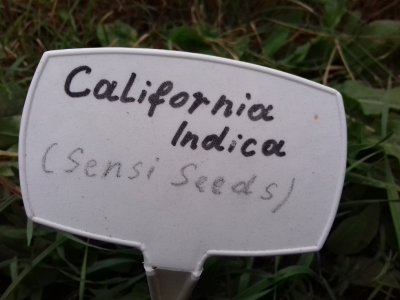 California
Indica
(Sensi Seeds)